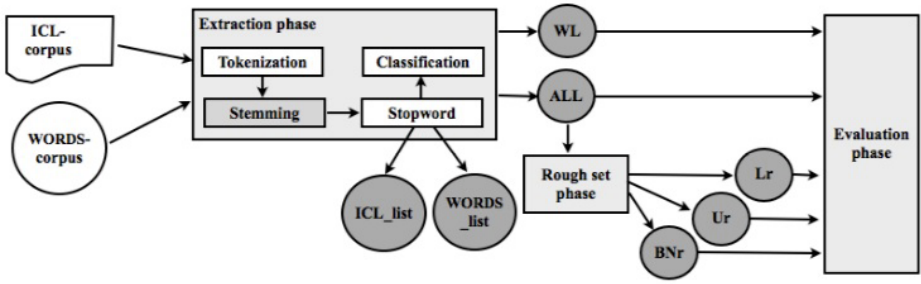 ICL-
corpus
WORDS-
corpus
Extraction phase
Tokenization
Classification
Stemming
Stopword
ICL_list
WORDS
_list
WL
ALL
Rough set
phase
Lr
Ur
BNr
Evaluation
phase